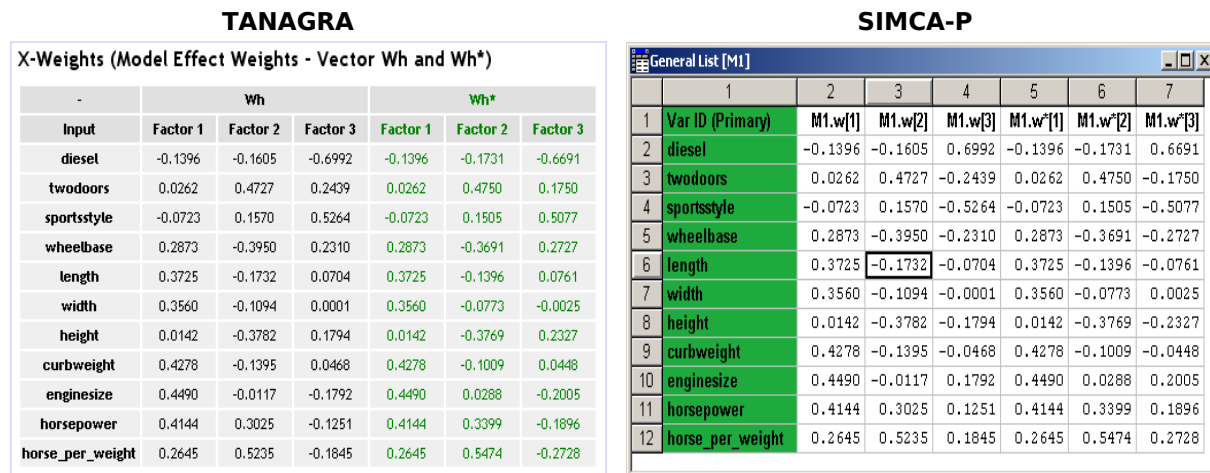 TANAGRA
X-Weights (Model Effect Weights - Vector Wh and Wh*)
- Wh Wh*
Input Factor 1 Factor 2 Factor 3 Factor 1 Factor 2 Factor 3
diesel -0.1396 -0.1605 -0.6992 -0.1396 -0.1731 -0.6691
twodoors 0.0262 0.4727 0.2439 0.0262 0.4750 0.1750
sportsstyle -0.0723 0.1570 0.5264 -0.0723 0.1505 0.5077
wheelbase 0.2873 -0.3950 0.2310 0.2873 -0.3691 0.2727
length 0.3725 -0.1732 0.0704 0.3725 -0.1396 0.0761
width 0.3560 -0.1094 0.0001 0.3560 -0.0773 -0.0025
height 0.0142 -0.3782 0.1794 0.0142 -0.3769 0.2327
curbweight 0.4278 -0.1395 0.0468 0.4278 -0.1009 0.0448
enginesize 0.4490 -0.0117 -0.1792 0.4490 0.0288 -0.2005
horsepower 0.4144 0.3025 -0.1251 0.4144 0.3399 -0.1896
horse_per_weight 0.2645 0.5235 -0.1845 0.2645 0.5474 -0.2728
SIMCA-P
General List [M1]
1 2 3 4 5 6 7
1 Var ID (Primary) M1.w[1] M1.w[2] M1.w[3] M1.w*[1] M1.w*[2] M1.w*[3]
2 diesel -0.1396 -0.1605 0.6992 -0.1396 -0.1731 0.6691
3 twodoors 0.0262 0.4727 -0.2439 0.0262 0.4750 -0.1750
4 sportsstyle -0.0723 0.1570 -0.5264 -0.0723 0.1505 -0.5077
5 wheelbase 0.2873 -0.3950 -0.2310 0.2873 -0.3691 -0.2727
6 length 0.3725 -0.1732 -0.0704 0.3725 -0.1396 -0.0761
7 width 0.3560 -0.1094 -0.0001 0.3560 -0.0773 0.0025
8 height 0.0142 -0.3782 -0.1794 0.0142 -0.3769 -0.2327
9 curbweight 0.4278 -0.1395 -0.0468 0.4278 -0.1009 -0.0448
10 enginesize 0.4490 -0.0117 0.1792 0.4490 0.0288 0.2005
11 horsepower 0.4144 0.3025 0.1251 0.4144 0.3399 0.1896
12 horse_per_weight 0.2645 0.5235 0.1845 0.2645 0.5474 0.2728